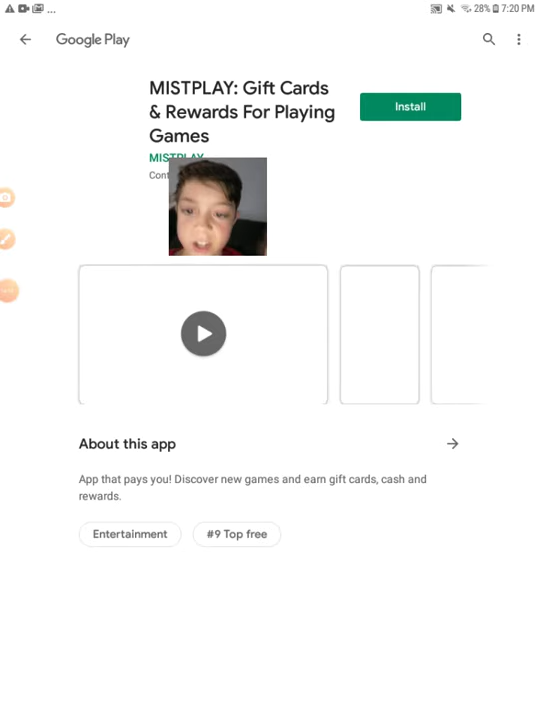 ... 28% 7:20 PM
Google Play
MISTPLAY: Gift Cards
& Rewards For Playing
Games
Install
MISTPLAY
About this app
App that pays you! Discover new games and earn gift cards, cash and
rewards.
Entertainment
#9 Top free